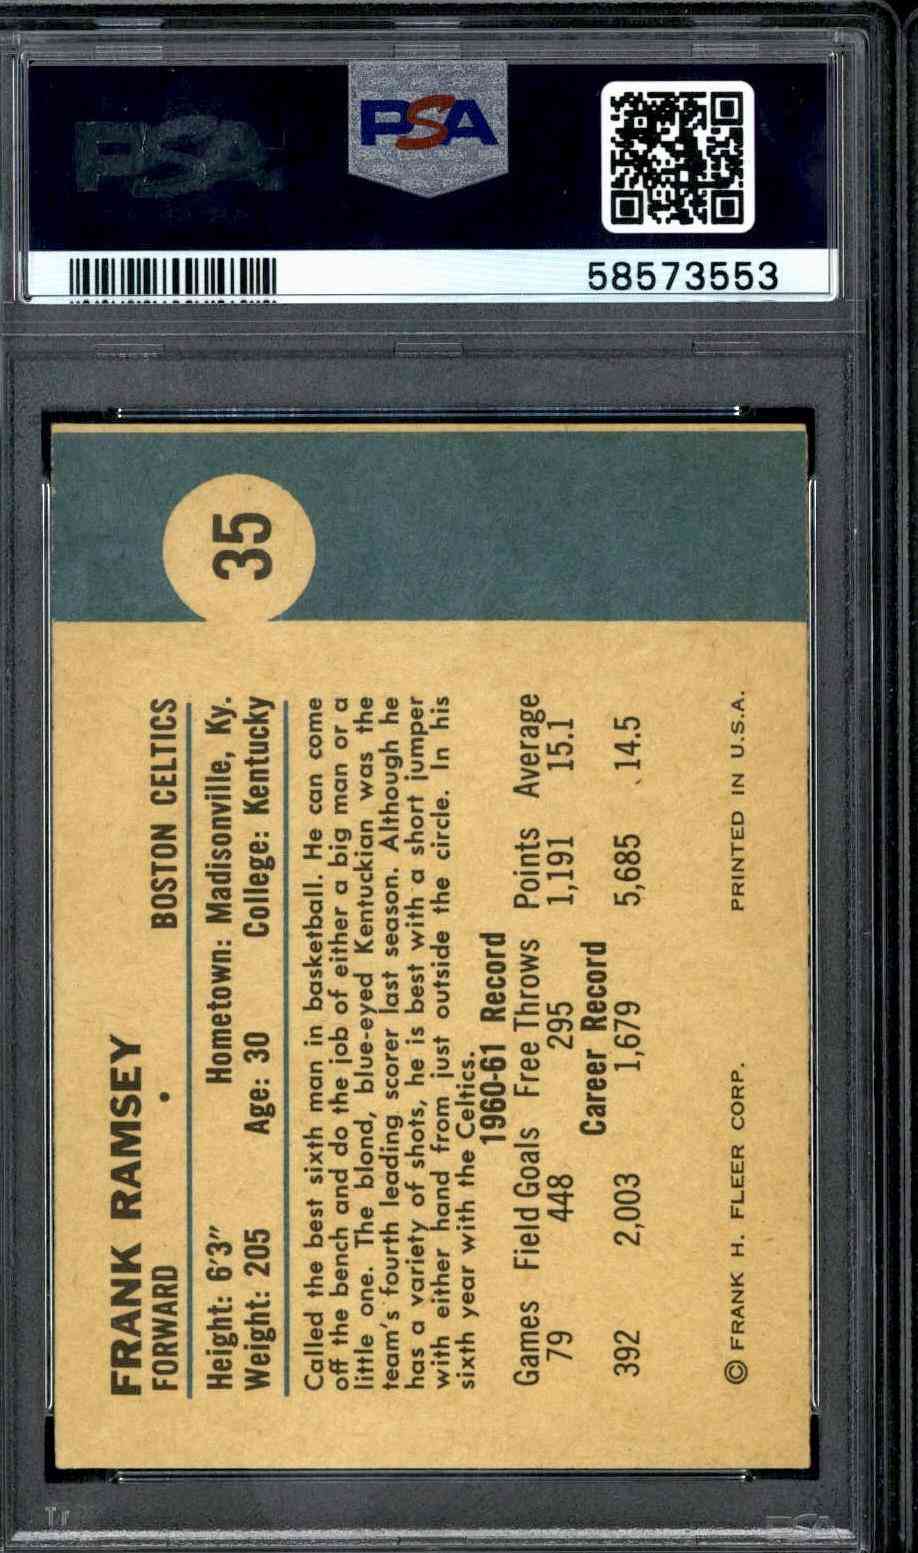 PSA
PSA
58573553
35
FRANK RAMSEY
FORWARD • BOSTON CELTICS
Height: 6'3" Hometown: Madisonville, Ky.
Weight: 205 Age: 30 College: Kentucky
Called the best sixth man in basketball. He can come
off the bench and do the job of either a big man or a
little one. The blond, blue-eyed Kentuckian was the
team's fourth leading scorer last season. Although he
has a variety of shots, he is best with a short jumper
with either hand from just outside the circle. In his
sixth year with the Celtics.
1960-61 Record
Games Field Goals Free Throws Points Average
79 448 295 1,191 15.1
Career Record
392 2,003 1,679 5,685 14.5
© FRANK H. FLEER CORP. PRINTED IN U.S.A.
PSA